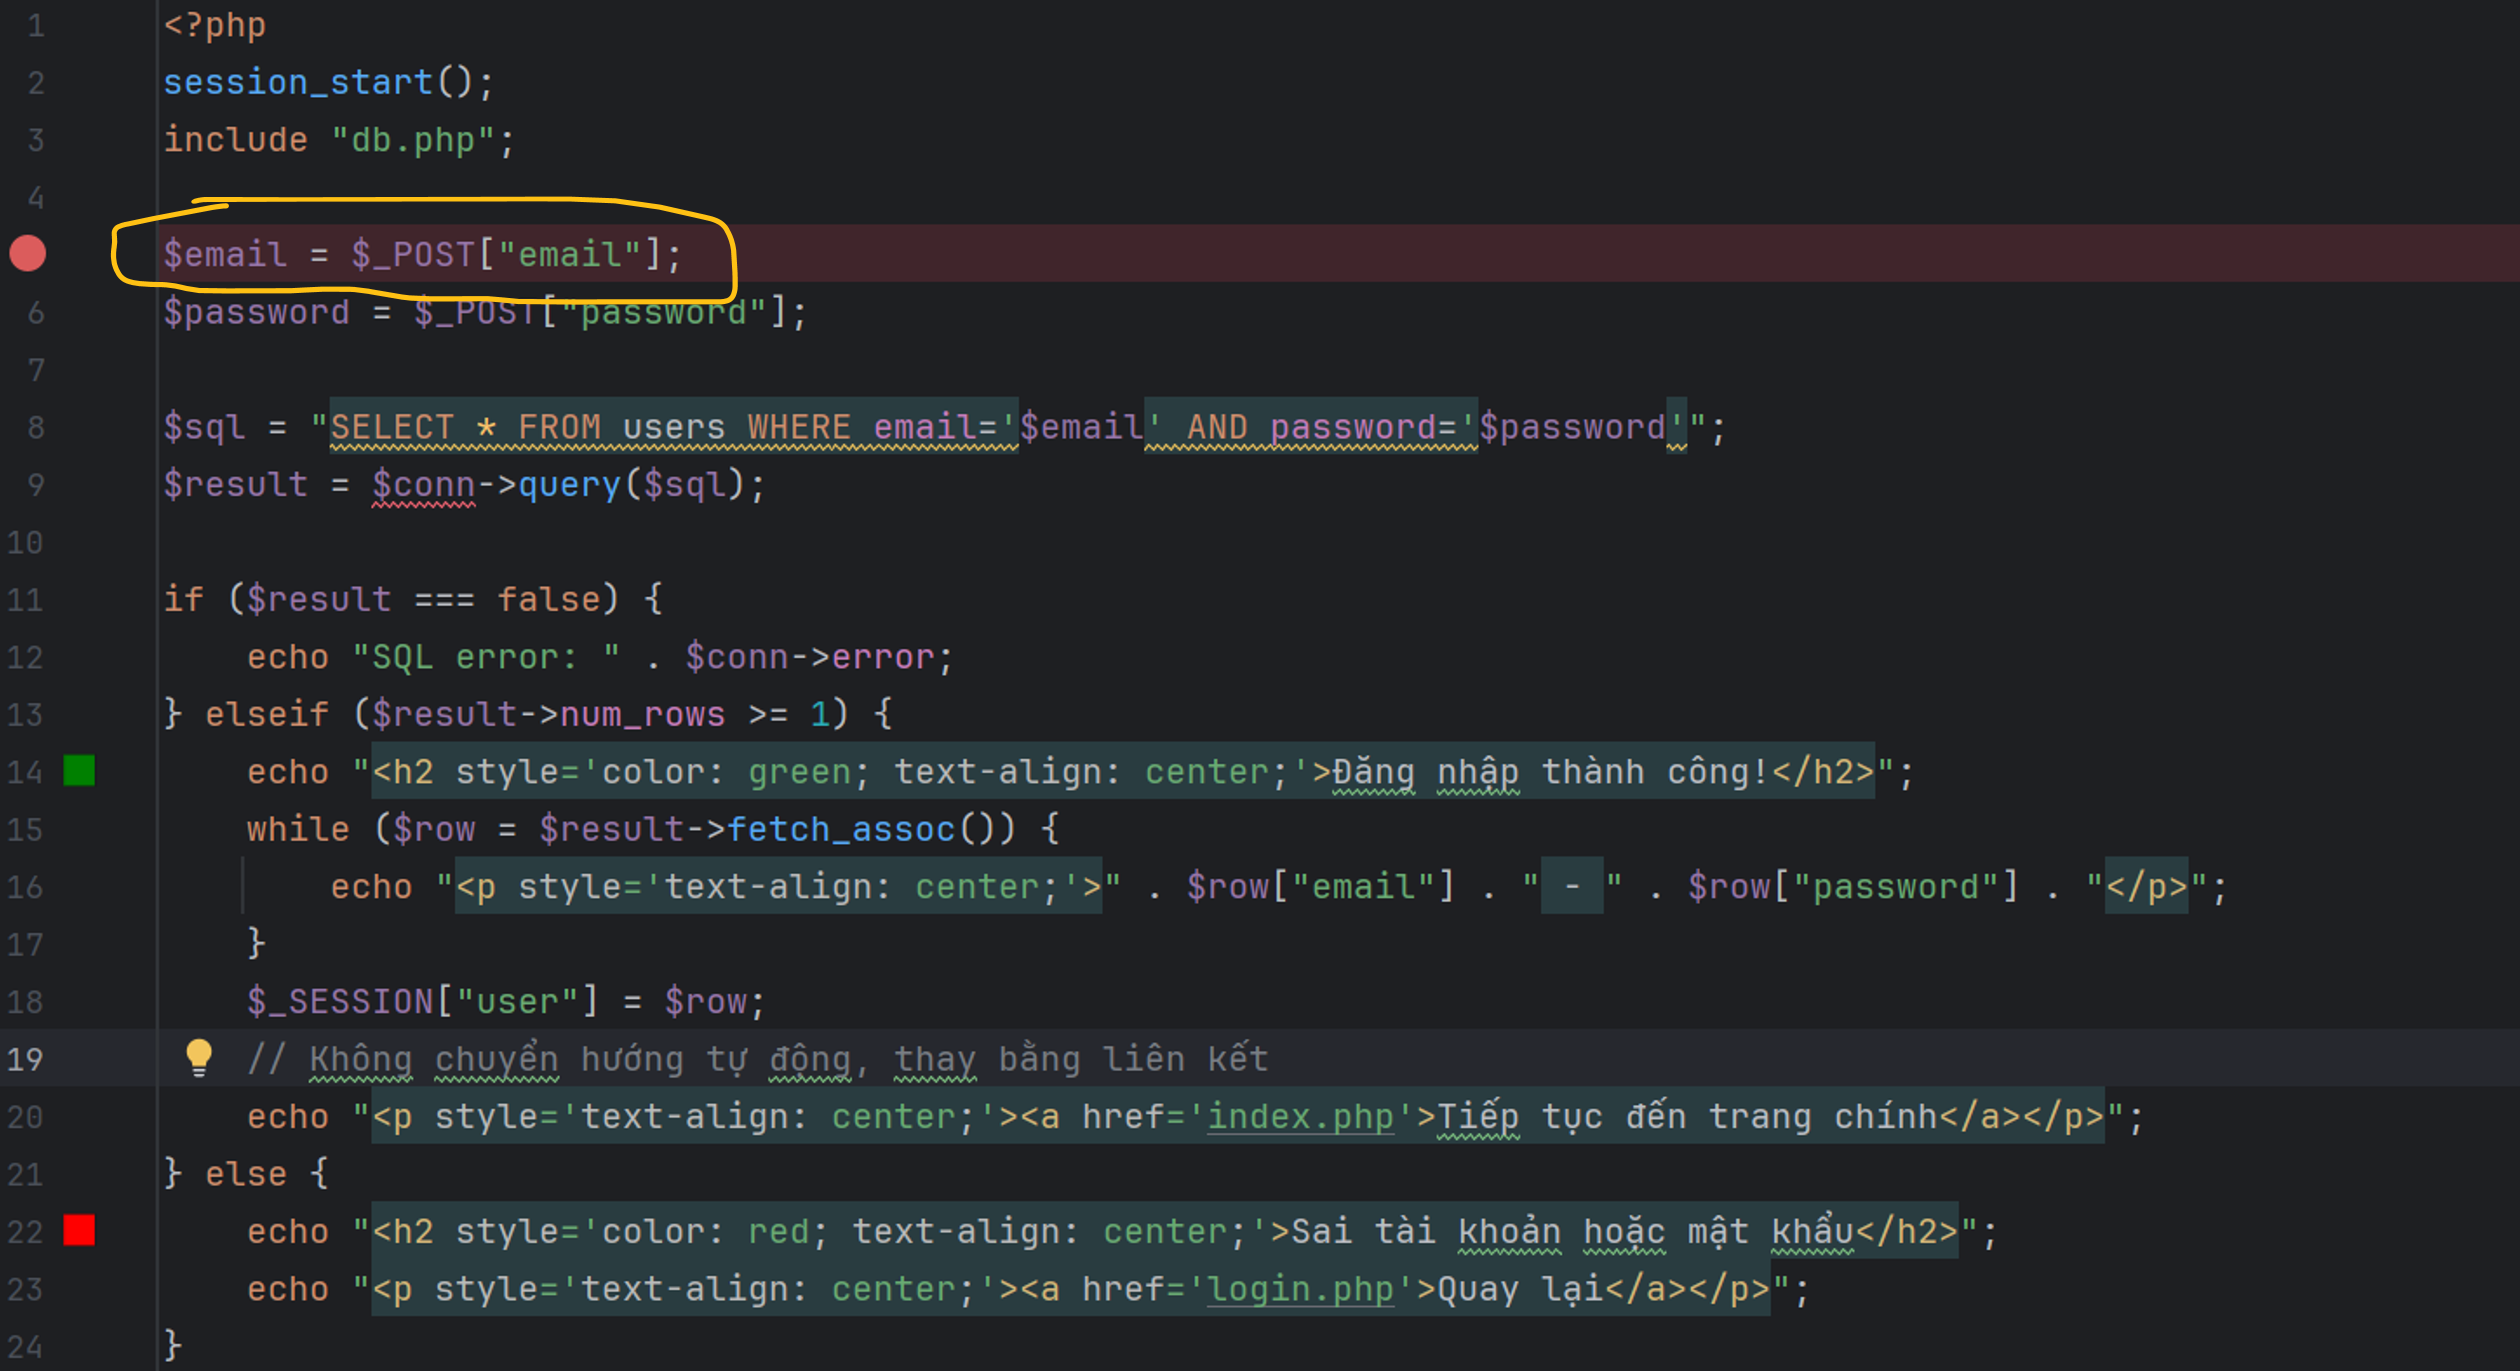 1 <?php
2 session_start();
3 include "db.php";
4
$email = $_POST["email"];
6 $password = $_POST["password"];
7
8 $sql = "SELECT * FROM users WHERE email='$email' AND password='$password'";
9 $result = $conn->query($sql);
10
11 if ($result === false) {
12     echo "SQL error: " . $conn->error;
13 } elseif ($result->num_rows >= 1) {
14     echo "<h2 style='color: green; text-align: center;'>Đăng nhập thành công!</h2>";
15     while ($row = $result->fetch_assoc()) {
16         echo "<p style='text-align: center;'>" . $row["email"] . " - " . $row["password"] . "</p>";
17     }
18     $_SESSION["user"] = $row;
19     // Không chuyển hướng tự động, thay bằng liên kết
20     echo "<p style='text-align: center;'><a href='index.php'>Tiếp tục đến trang chính</a></p>";
21 } else {
22     echo "<h2 style='color: red; text-align: center;'>Sai tài khoản hoặc mật khẩu</h2>";
23     echo "<p style='text-align: center;'><a href='login.php'>Quay lại</a></p>";
24 }